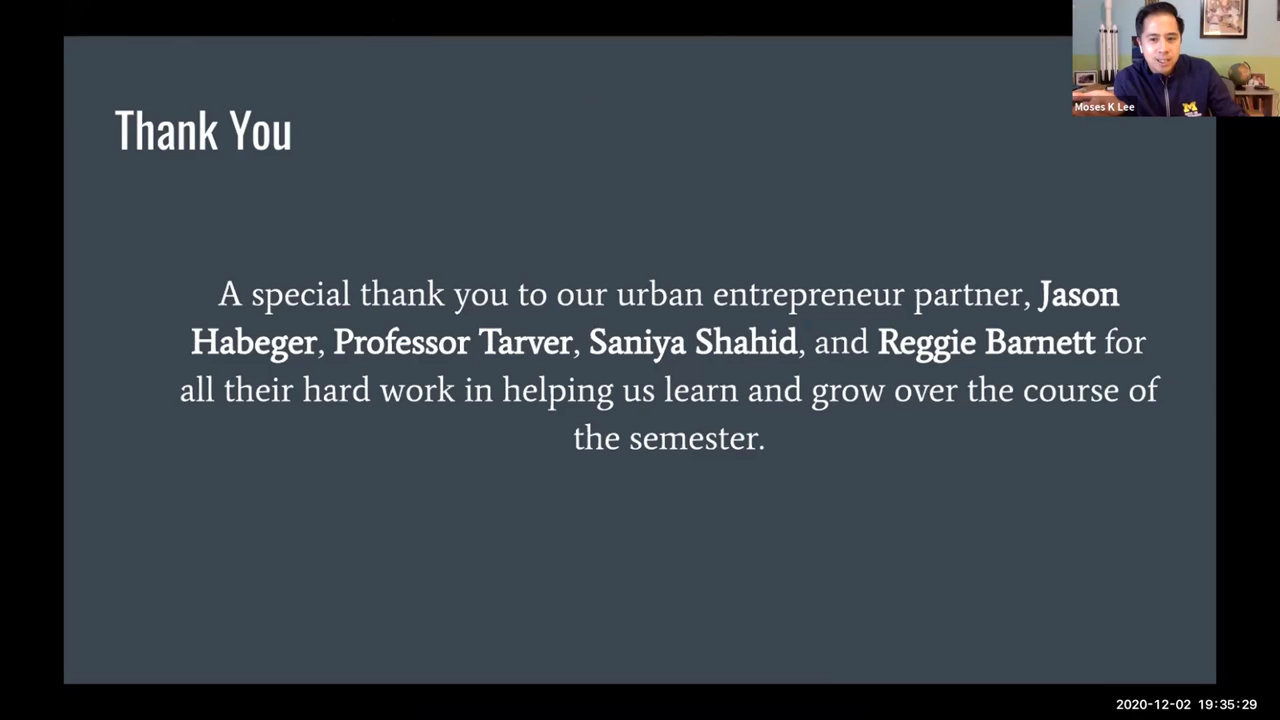 Thank You
A special thank you to our urban entrepreneur partner, Jason
Habeger, Professor Tarver, Saniya Shahid, and Reggie Barnett for
all their hard work in helping us learn and grow over the course of
the semester.
Moses K Lee
M
2020-12-02 19:35:29